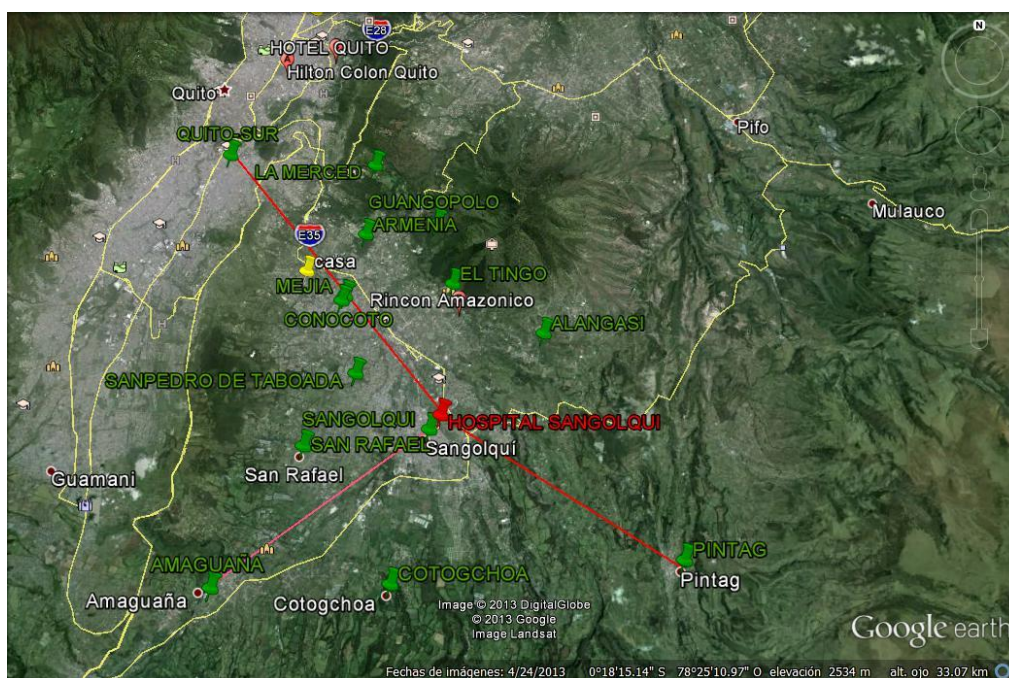 N
E28
HOTEL QUITO
A
Hilton Colon Quito
Quito
Pifo
QUITO SUR
LA MERCED
GUANGOPOLO
Mulauco
ARMENIA
E35
casa
EL TINGO
MEJIA
Rincon Amazonico
CONOCOTO
ALANGASI
SANPEDRO DE TABOADA
SANGOLQUI
HOSPITAL SANGOLQUI
SAN RAFAEL
Sangolquí
San Rafael
Guamani
PINTAG
AMAGUAÑA
COTOGCHOA
Pintag
Amaguaña
Cotogchoa
Image © 2013 DigitalGlobe
© 2013 Google
Image Landsat
Google earth
Fechas de imágenes: 4/24/2013 0°18'15.14" S 78°25'10.97" O elevación 2534 m alt. ojo 33.07 km